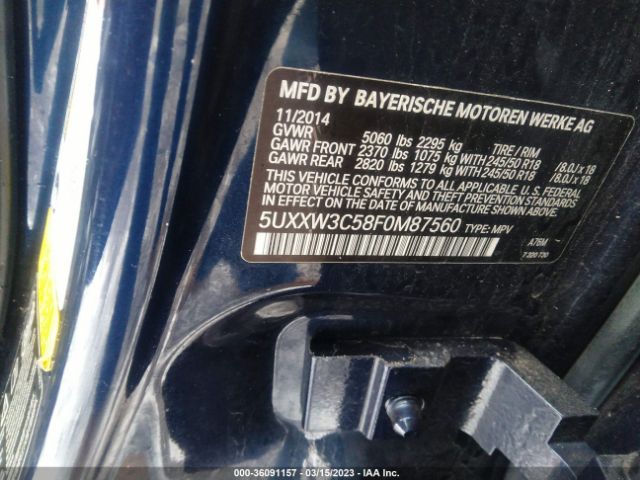 MFD BY BAYERISCHE MOTOREN WERKE AG
11/2014
GVWR 5060 lbs 2295 kg TIRE / RIM
GAWR FRONT 2370 lbs 1075 kg WITH 245/50 R18 /8.0J x 18
GAWR REAR 2820 lbs 1279 kg WITH 245/50 R18 /8.0J x 18
THIS VEHICLE CONFORMS TO ALL APPLICABLE U.S. FEDERAL
MOTOR VEHICLE SAFETY AND THEFT PREVENTION STANDARDS
IN EFFECT ON THE DATE OF MANUFACTURE SHOWN ABOVE.
5UXXW3C58F0M87560 TYPE: MPV
A76M
7 320 730
000-36091157 - 03/15/2023 - IAA Inc.